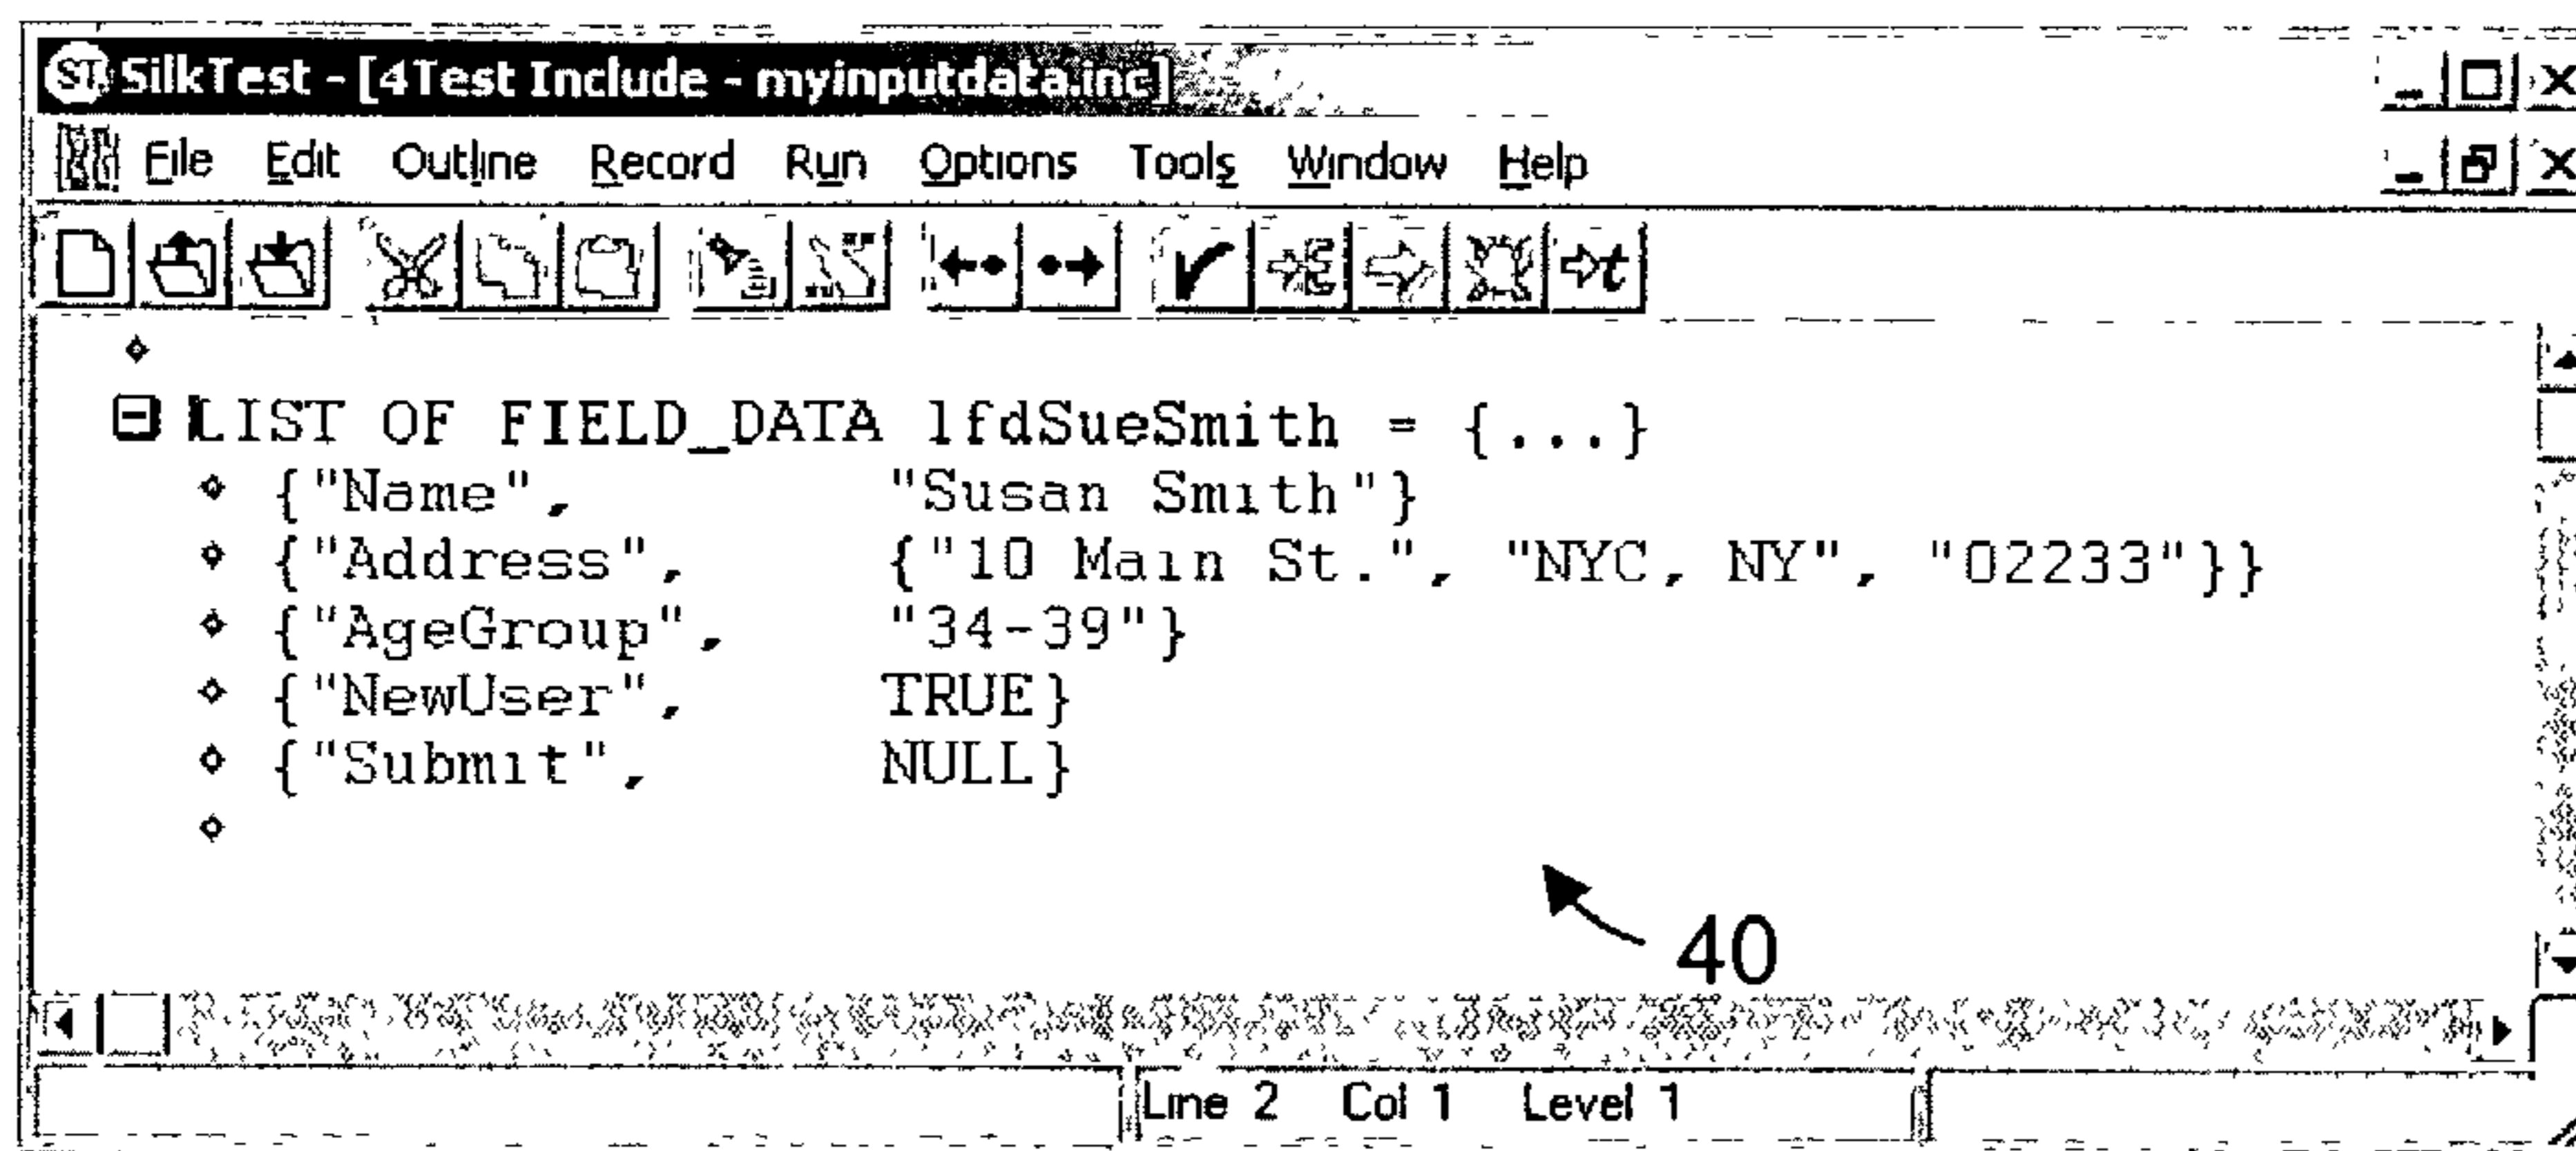 ST SilkTest - [4Test Include - myinputdata.inc]
File Edit Outline Record Run Options Tools Window Help
LIST OF FIELD_DATA lfdSueSmith = {...}
{"Name", "Susan Smith"}
{"Address", {"10 Main St.", "NYC, NY", "02233"}}
{"AgeGroup", "34-39"}
{"NewUser", TRUE}
{"Submit", NULL}
40
Line 2 Col 1 Level 1